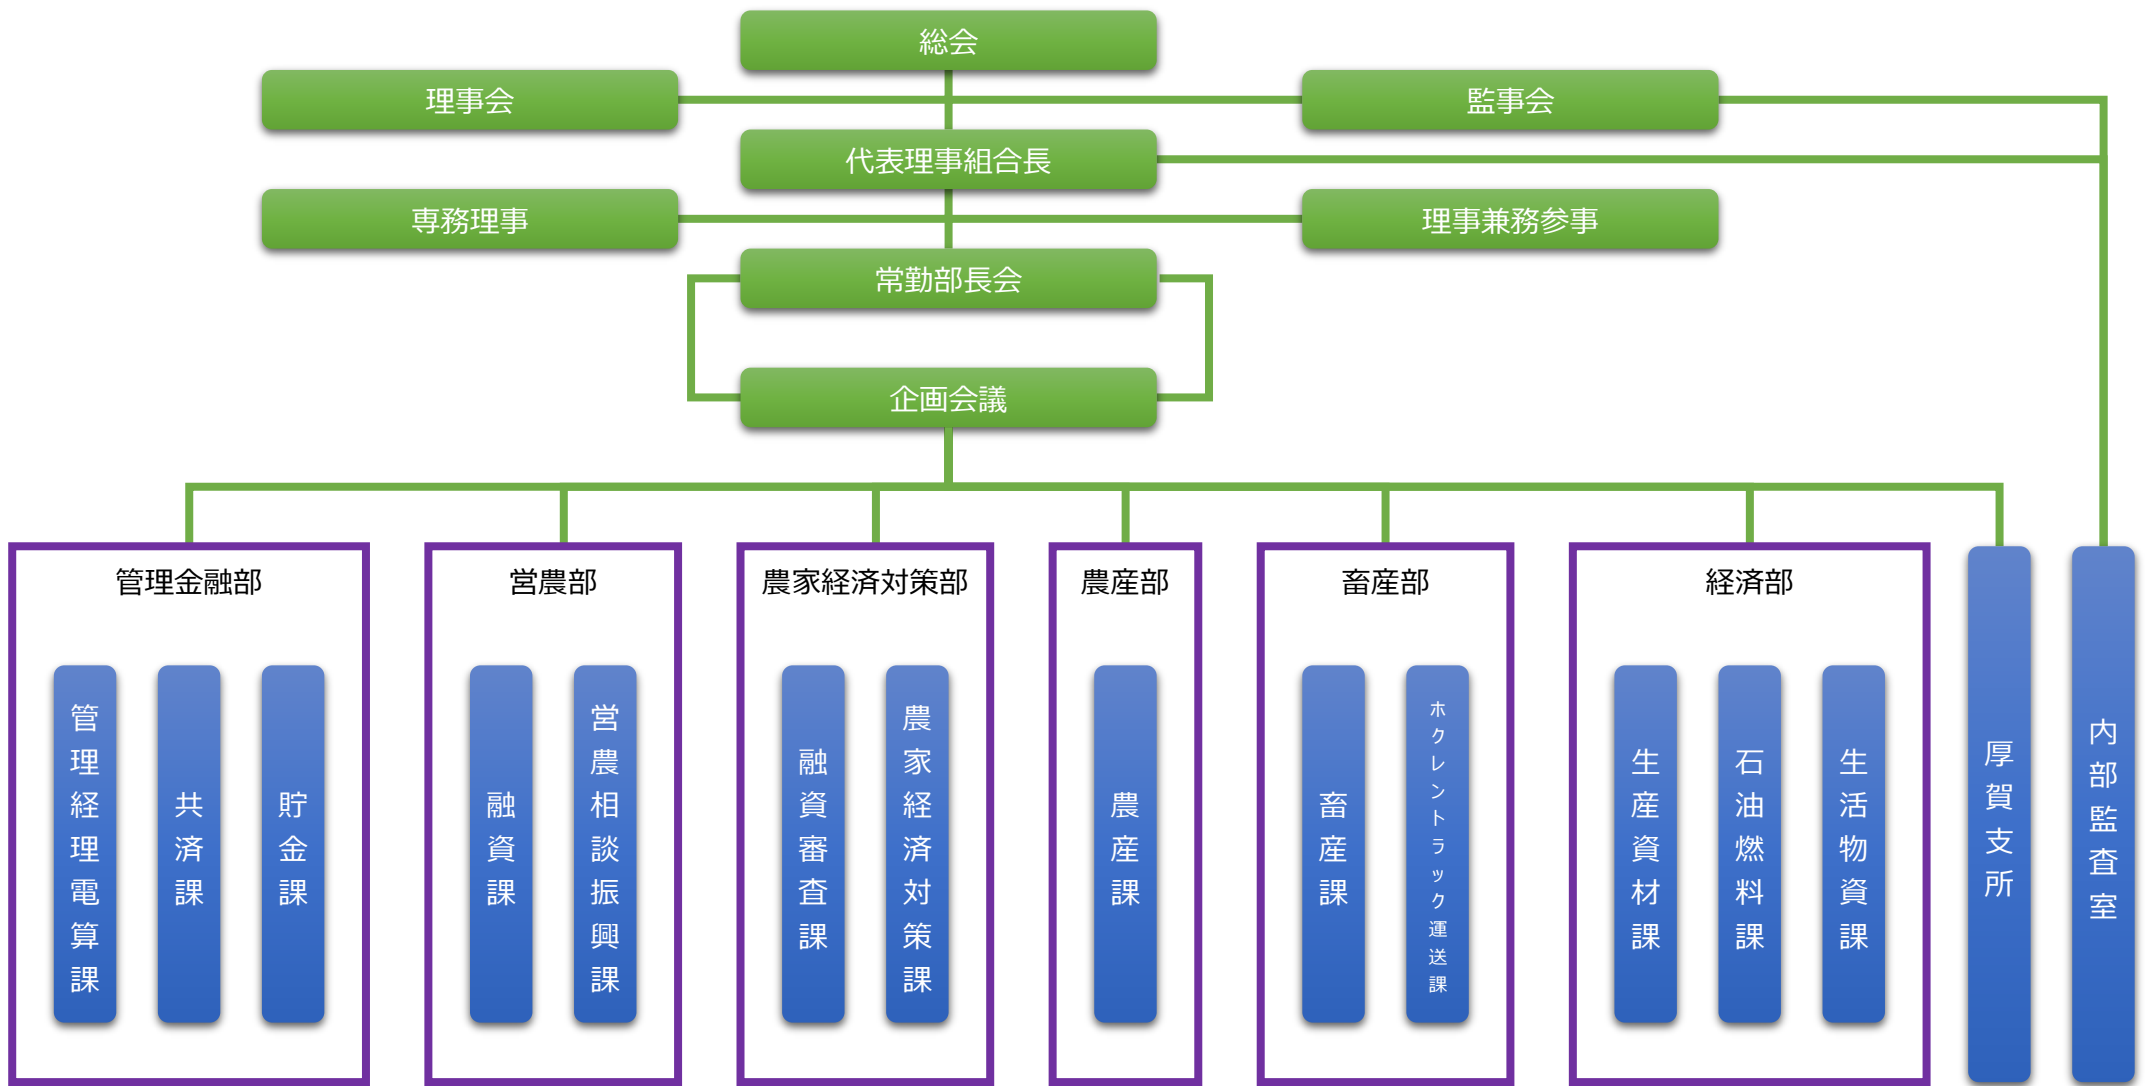 総会
理事会
監事会
代表理事組合長
専務理事
理事兼務参事
常勤部長会
企画会議
管理金融部
管理経理電算課
共済課
貯金課
営農部
融資課
営農相談振興課
農家経済対策部
融資審査課
農家経済対策課
農産部
農産課
畜産部
畜産課
ホクレントラック運送課
経済部
生産資材課
石油燃料課
生活物資課
厚賀支所
内部監査室